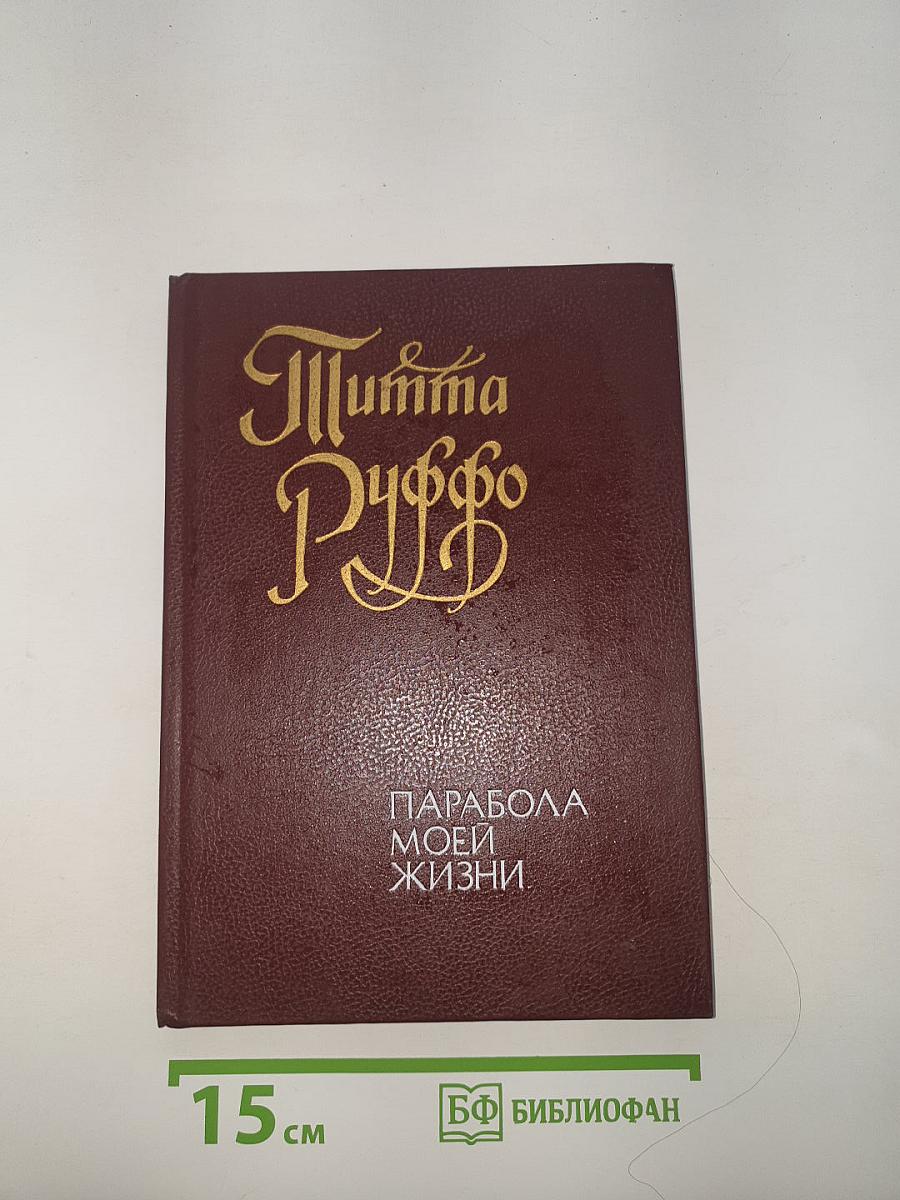 Титта
Руффо
ПАРАБОЛА
МОЕЙ
ЖИЗНИ
15 см
БФ БИБЛИОФАН